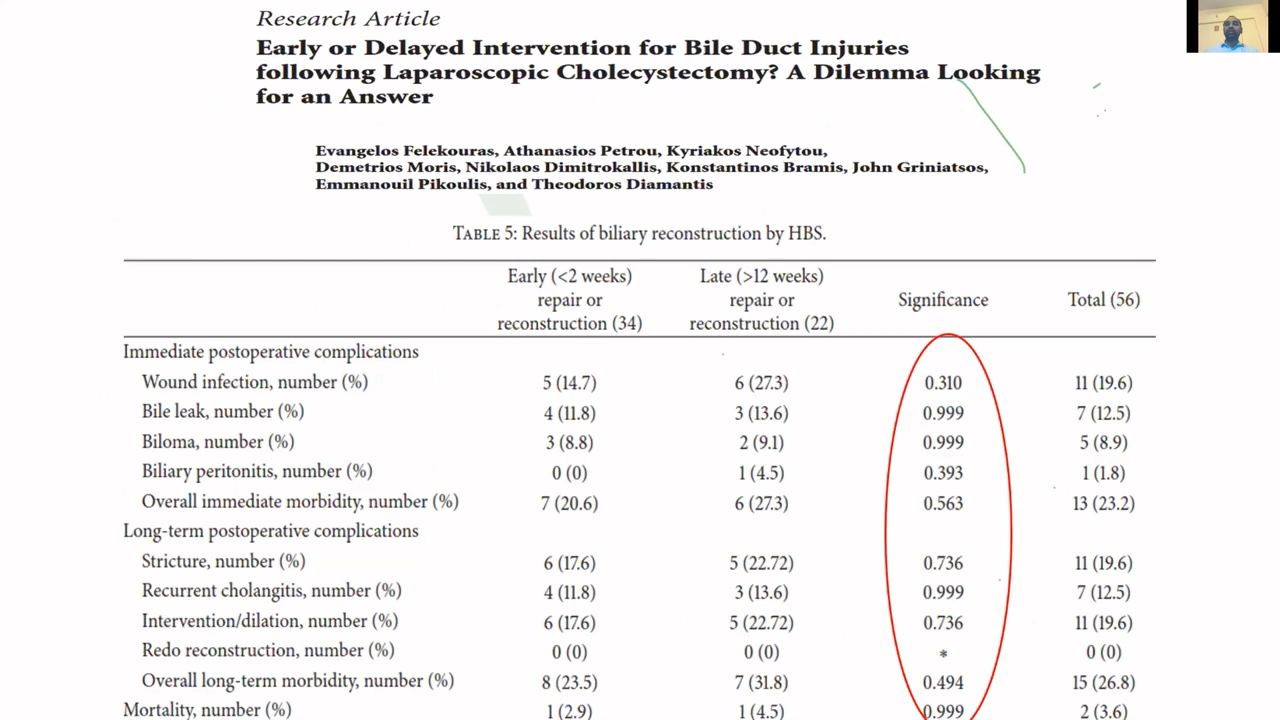 Research Article
Early or Delayed Intervention for Bile Duct Injuries
following Laparoscopic Cholecystectomy? A Dilemma Looking
for an Answer
Evangelos Felekouras, Athanasios Petrou, Kyriakos Neofytou,
Demetrios Moris, Nikolaos Dimitrokallis, Konstantinos Bramis, John Griniatsos,
Emmanouil Pikoulis, and Theodoros Diamantis
TABLE 5: Results of biliary reconstruction by HBS.
Early (<2 weeks) repair or reconstruction (34) Late (>12 weeks) repair or reconstruction (22) Significance Total (56)
Immediate postoperative complications
Wound infection, number (%) 5 (14.7) 6 (27.3) 0.310 11 (19.6)
Bile leak, number (%) 4 (11.8) 3 (13.6) 0.999 7 (12.5)
Biloma, number (%) 3 (8.8) 2 (9.1) 0.999 5 (8.9)
Biliary peritonitis, number (%) 0 (0) 1 (4.5) 0.393 1 (1.8)
Overall immediate morbidity, number (%) 7 (20.6) 6 (27.3) 0.563 13 (23.2)
Long-term postoperative complications
Stricture, number (%) 6 (17.6) 5 (22.72) 0.736 11 (19.6)
Recurrent cholangitis, number (%) 4 (11.8) 3 (13.6) 0.999 7 (12.5)
Intervention/dilation, number (%) 6 (17.6) 5 (22.72) 0.736 11 (19.6)
Redo reconstruction, number (%) 0 (0) 0 (0) * 0 (0)
Overall long-term morbidity, number (%) 8 (23.5) 7 (31.8) 0.494 15 (26.8)
Mortality, number (%) 1 (2.9) 1 (4.5) 0.999 2 (3.6)